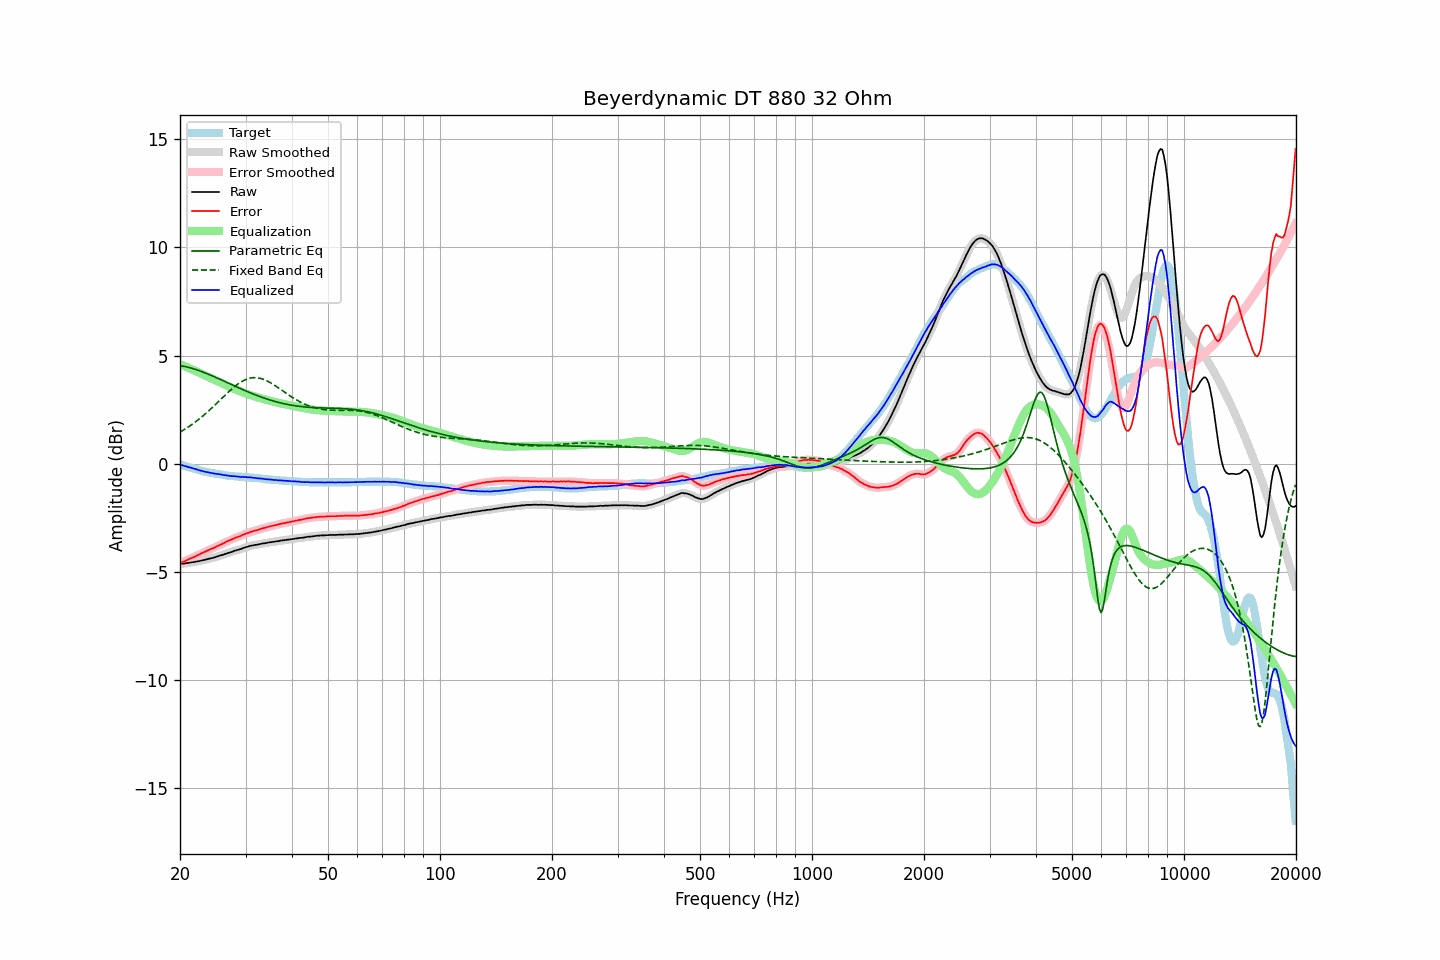 Beyerdynamic DT 880 32 Ohm
Target
Raw Smoothed
Error Smoothed
Raw
Error
Equalization
Parametric Eq
Fixed Band Eq
Equalized
15
10
5
0
−5
−10
−15
Amplitude (dBr)
20
50
100
200
500
1000
2000
5000
10000
20000
Frequency (Hz)